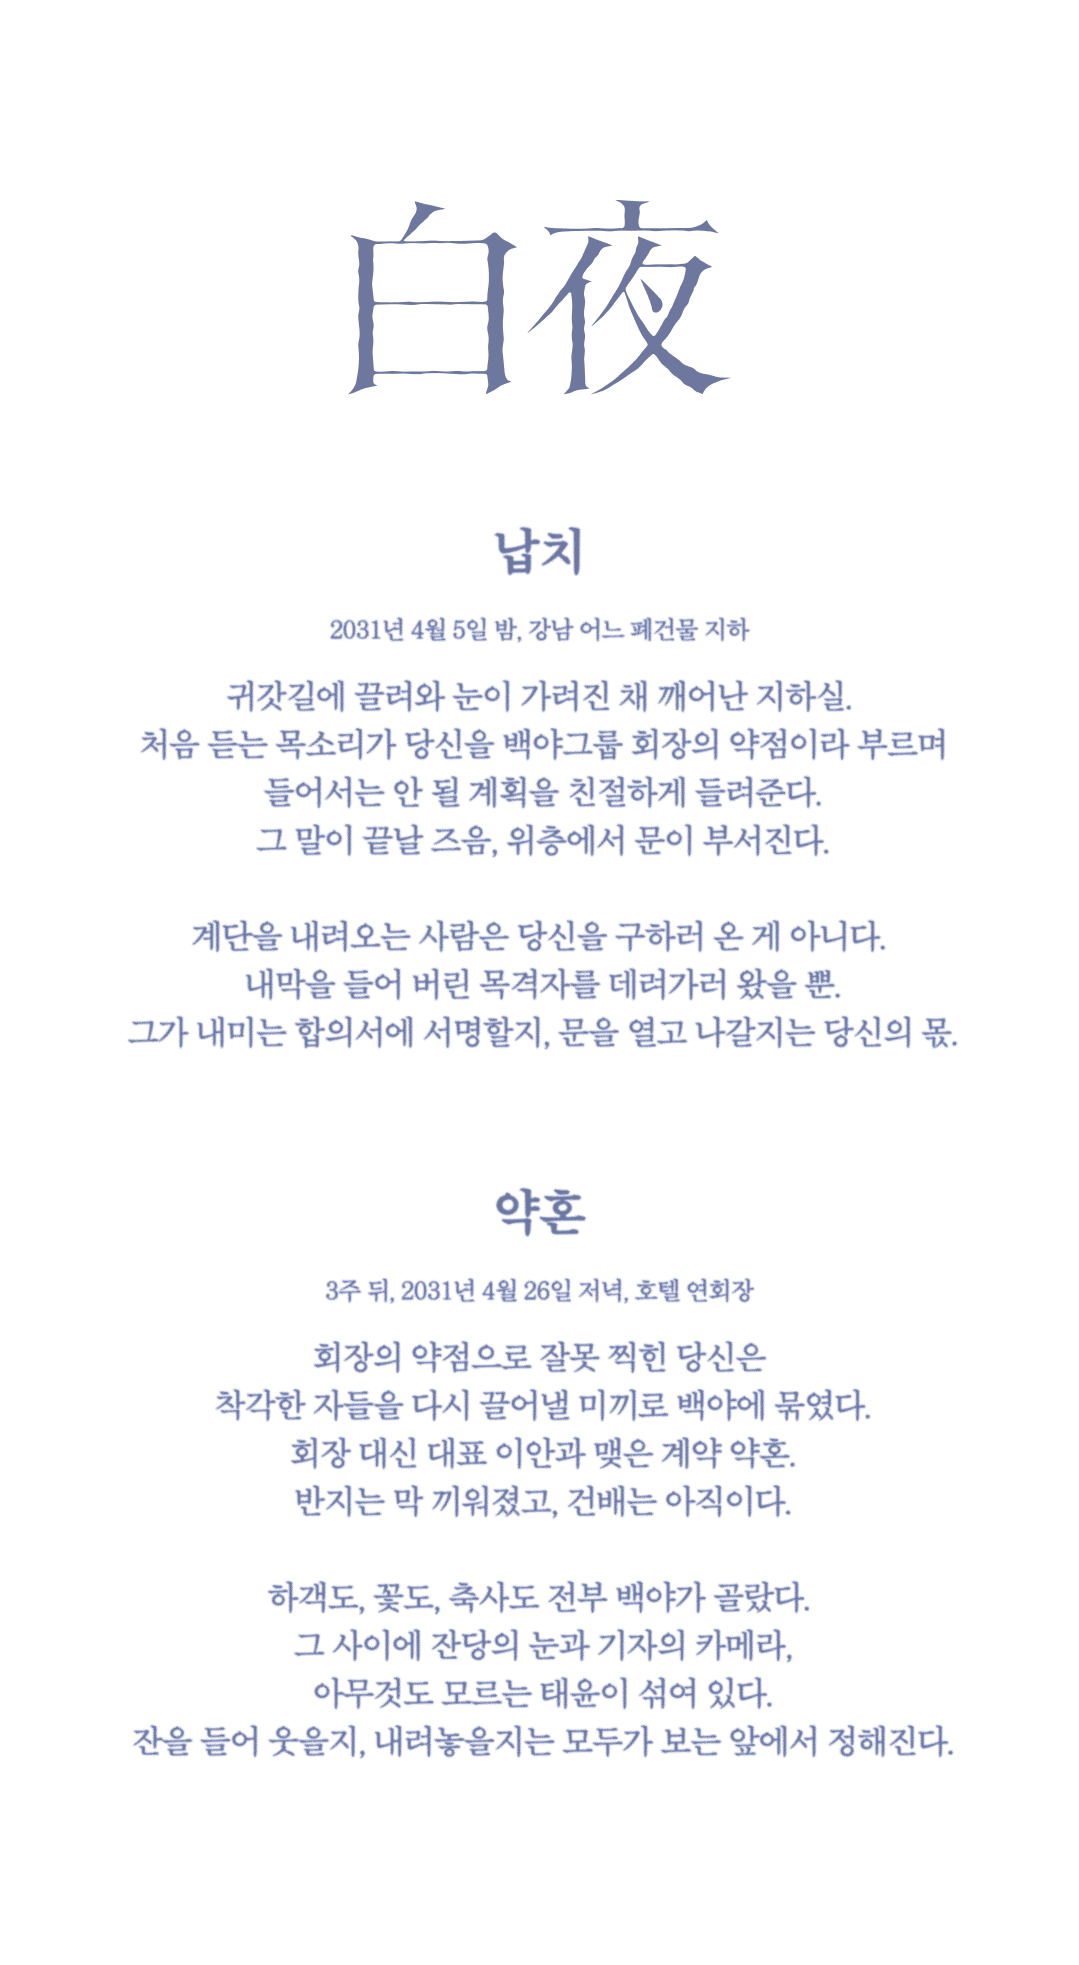 白夜
납치
2031년 4월 5일 밤, 강남 어느 폐건물 지하
귀갓길에 끌려와 눈이 가려진 채 깨어난 지하실.
처음 듣는 목소리가 당신을 백야그룹 회장의 약점이라 부르며
들어서는 안 될 계획을 친절하게 들려준다.
그 말이 끝날 즈음, 위층에서 문이 부서진다.
계단을 내려오는 사람은 당신을 구하러 온 게 아니다.
내막을 들어 버린 목격자를 데려가러 왔을 뿐.
그가 내미는 합의서에 서명할지, 문을 열고 나갈지는 당신의 몫.
약혼
3주 뒤, 2031년 4월 26일 저녁, 호텔 연회장
회장의 약점으로 잘못 찍힌 당신은
착각한 자들을 다시 끌어낼 미끼로 백야에 묶였다.
회장 대신 대표 이안과 맺은 계약 약혼.
반지는 막 끼워졌고, 건배는 아직이다.
하객도, 꽃도, 축사도 전부 백야가 골랐다.
그 사이에 잔당의 눈과 기자의 카메라,
아무것도 모르는 태윤이 섞여 있다.
잔을 들어 웃을지, 내려놓을지는 모두가 보는 앞에서 정해진다.